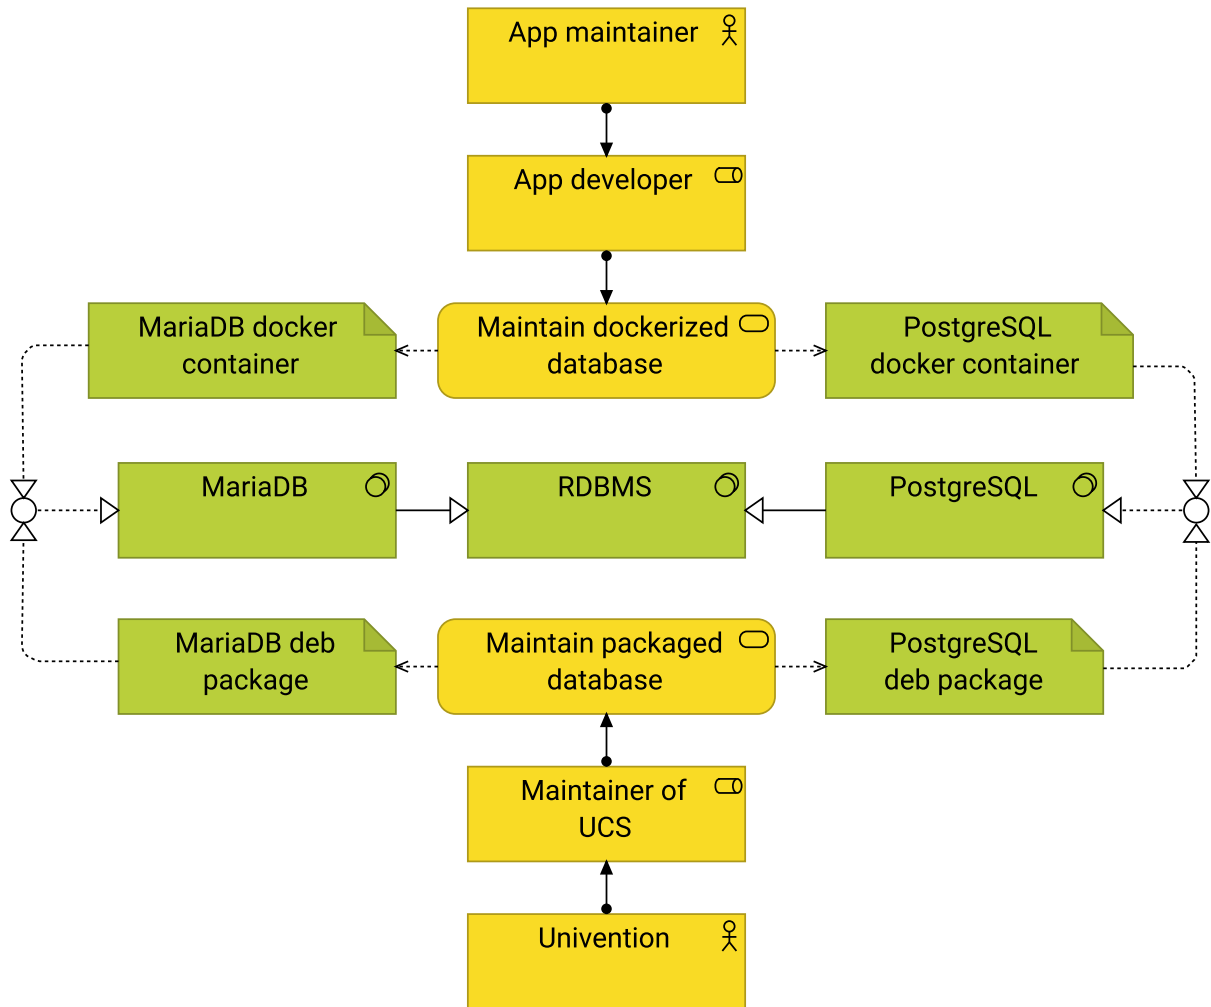 App maintainer
App developer
MariaDB docker
container
Maintain dockerized
database
PostgreSQL
docker container
MariaDB
RDBMS
PostgreSQL
MariaDB deb
package
Maintain packaged
database
PostgreSQL
deb package
Maintainer of
UCS
Univention